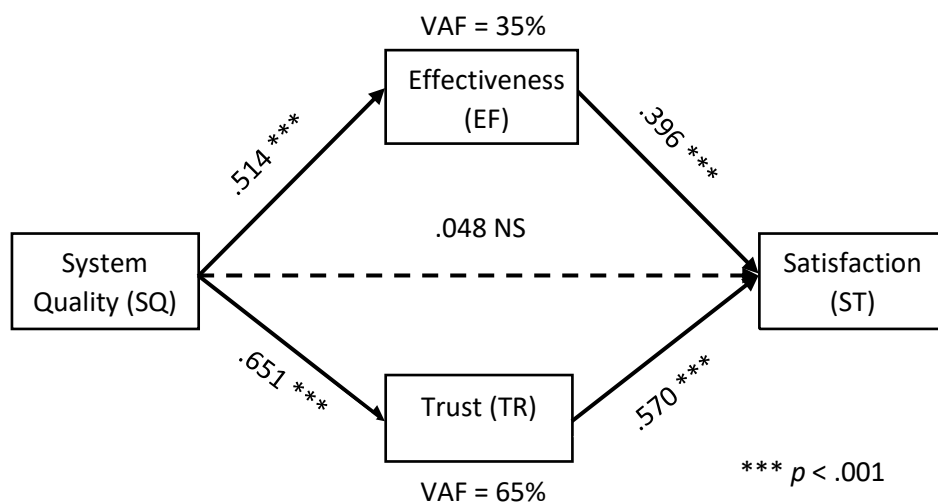 VAF = 35%
Effectiveness
(EF)
.514 ***
.396 ***
.048 NS
System
Quality (SQ)
Satisfaction
(ST)
.651 ***
Trust (TR)
.570 ***
*** p < .001
VAF = 65%